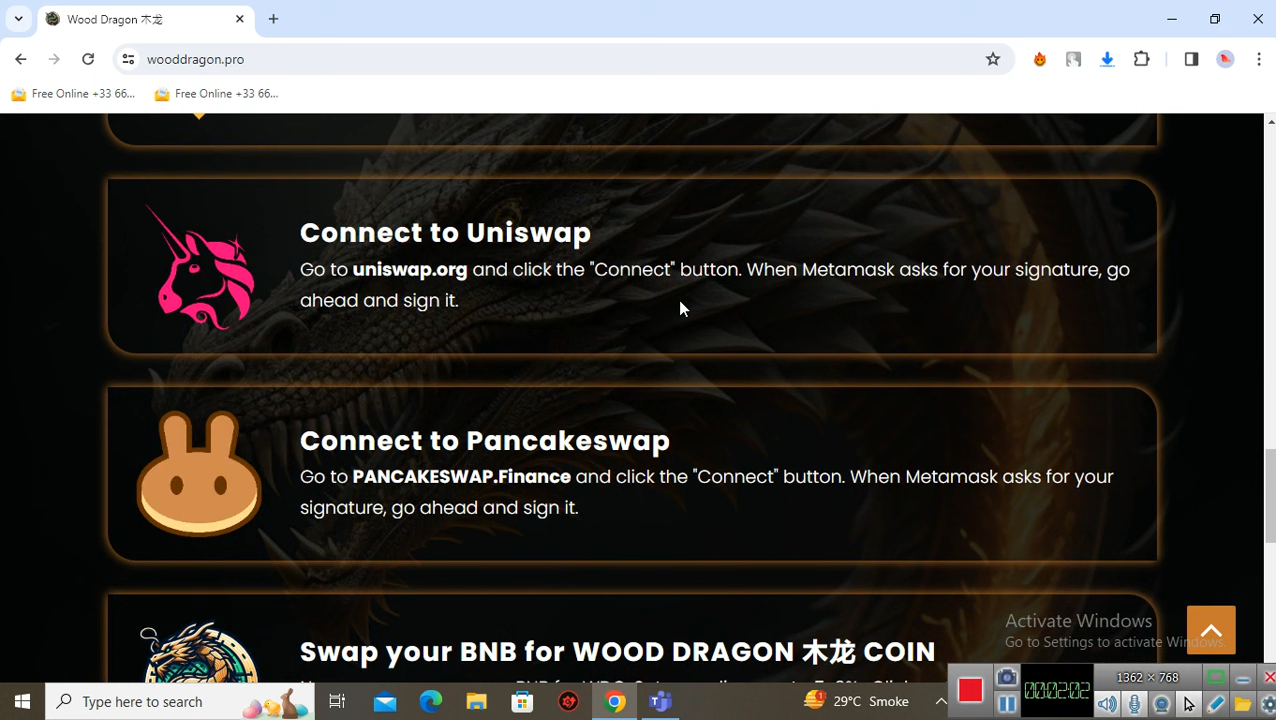 Wood Dragon 木龙
wooddragon.pro
Free Online +33 66...
Free Online +33 66...
Connect to Uniswap
Go to uniswap.org and click the "Connect" button. When Metamask asks for your signature, go
ahead and sign it.
Connect to Pancakeswap
Go to PANCAKESWAP.Finance and click the "Connect" button. When Metamask asks for your
signature, go ahead and sign it.
Swap your BNB for WOOD DRAGON 木龙 COIN
Activate Windows
Go to Settings to activate Windows.
1362 × 768
00:02:02
Type here to search
1
29°C Smoke